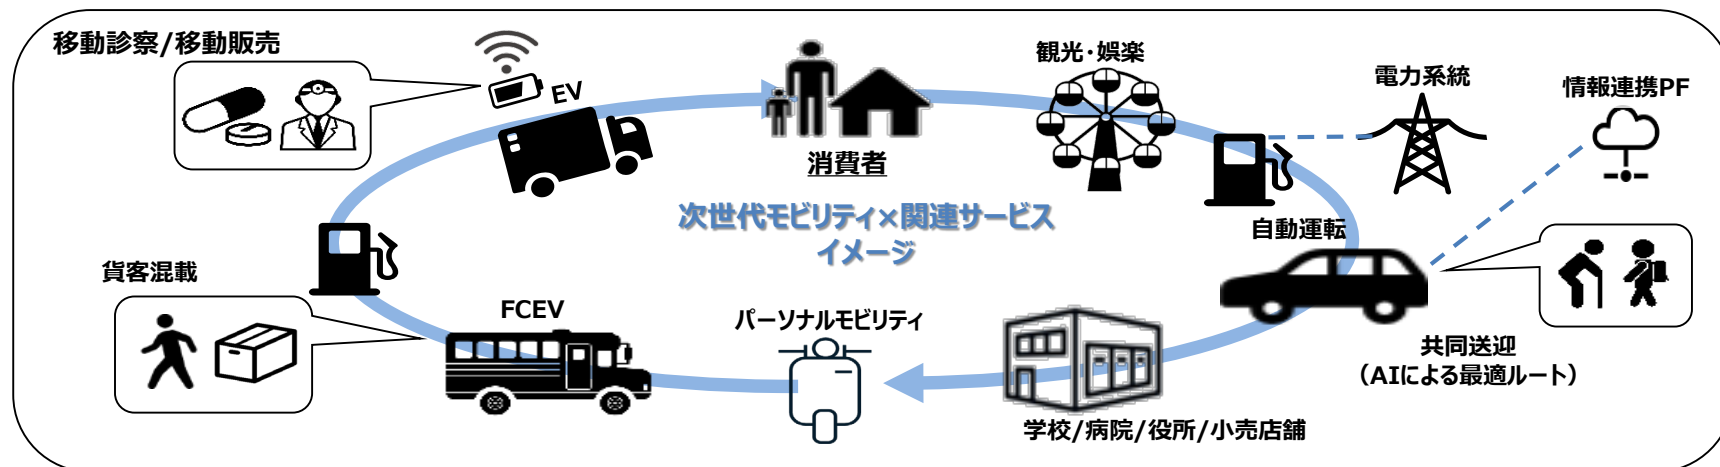 移動診察/移動販売
EV
消費者
観光・娯楽
電力系統
情報連携PF
次世代モビリティ×関連サービス
イメージ
自動運転
貨客混載
FCEV
パーソナルモビリティ
学校/病院/役所/小売店舗
共同送迎
（AIによる最適ルート）